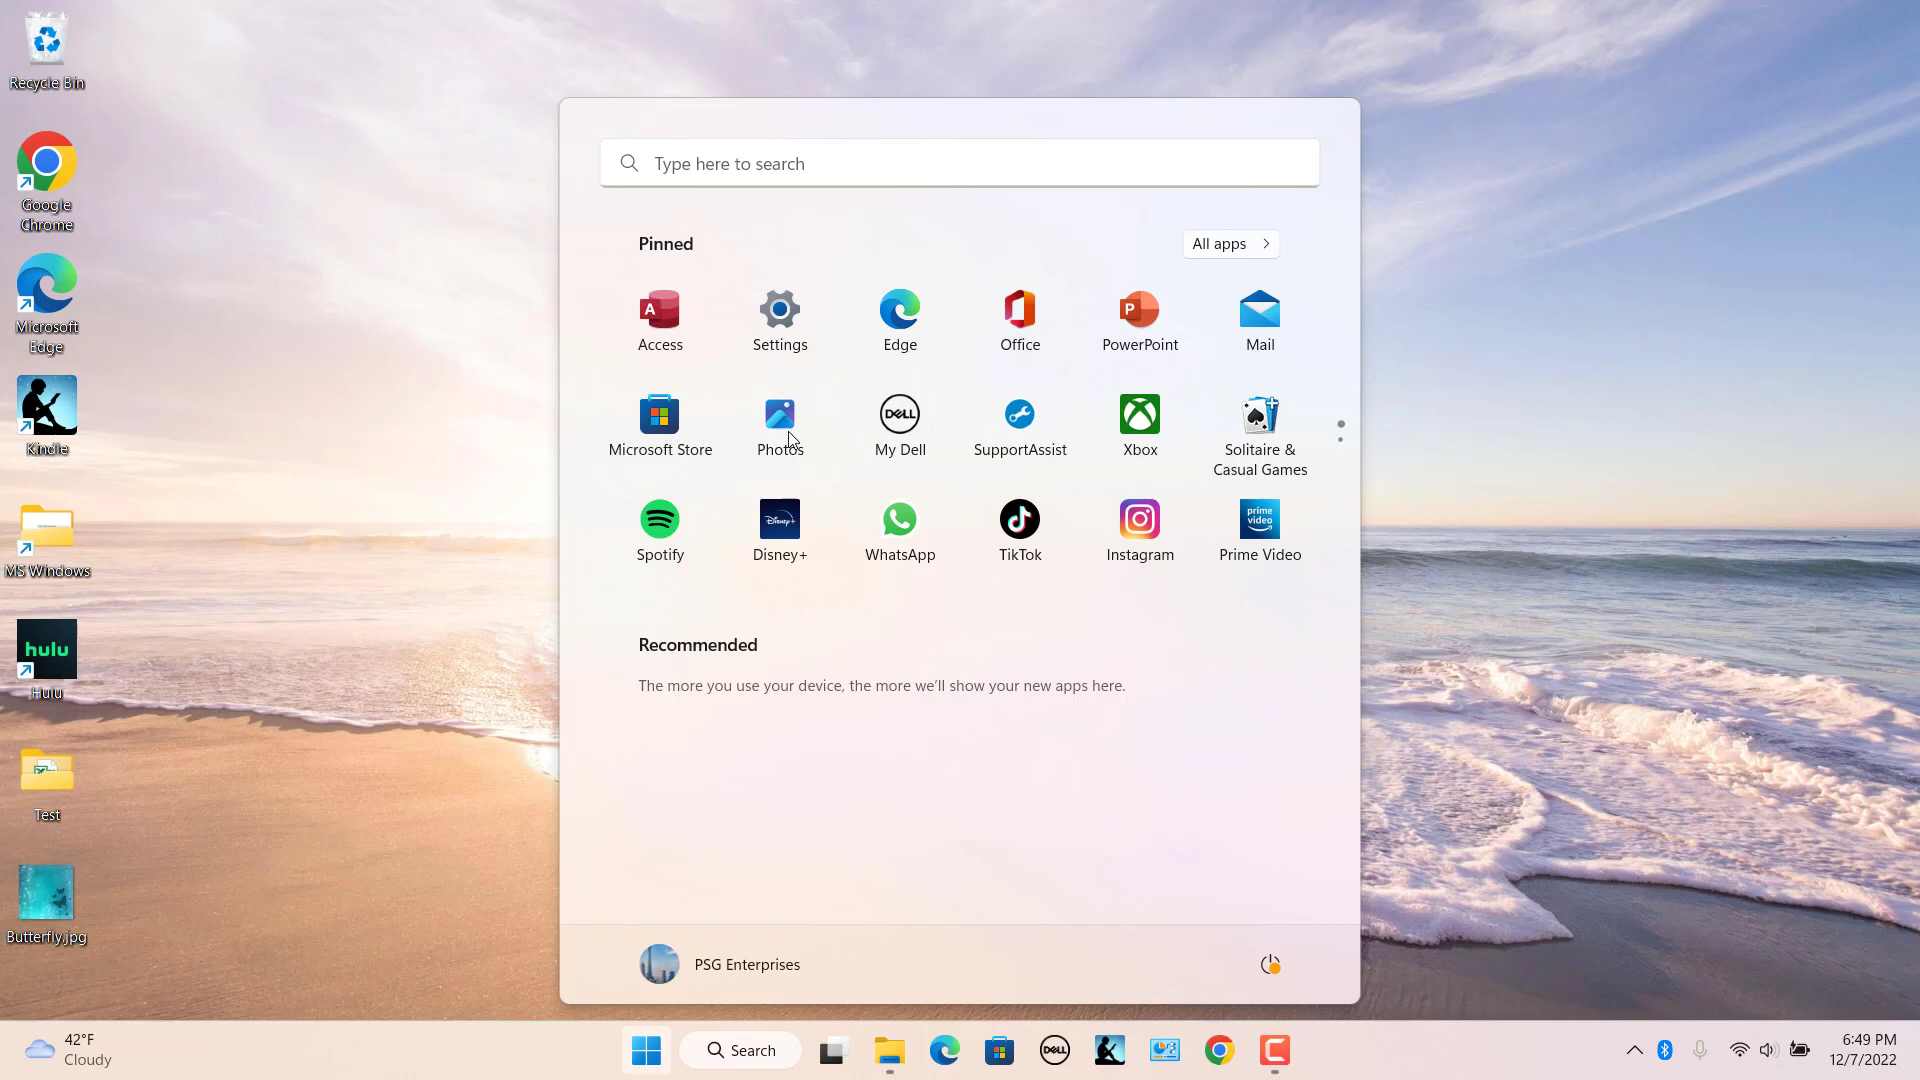 Recycle Bin
Google
Chrome
Microsoft
Edge
Kindle
MS Windows
hulu
Hulu
Test
Butterfly.jpg
Type here to search
Pinned
All apps
A
P
Access
Settings
Edge
Office
PowerPoint
Mail
DELL
Microsoft Store
Photos
My Dell
SupportAssist
Xbox
Solitaire &
Casual Games
Disney+
prime
video
Spotify
Disney+
WhatsApp
TikTok
Instagram
Prime Video
Recommended
The more you use your device, the more we'll show your new apps here.
PSG Enterprises
42°F
Cloudy
Search
DELL
6:49 PM
12/7/2022